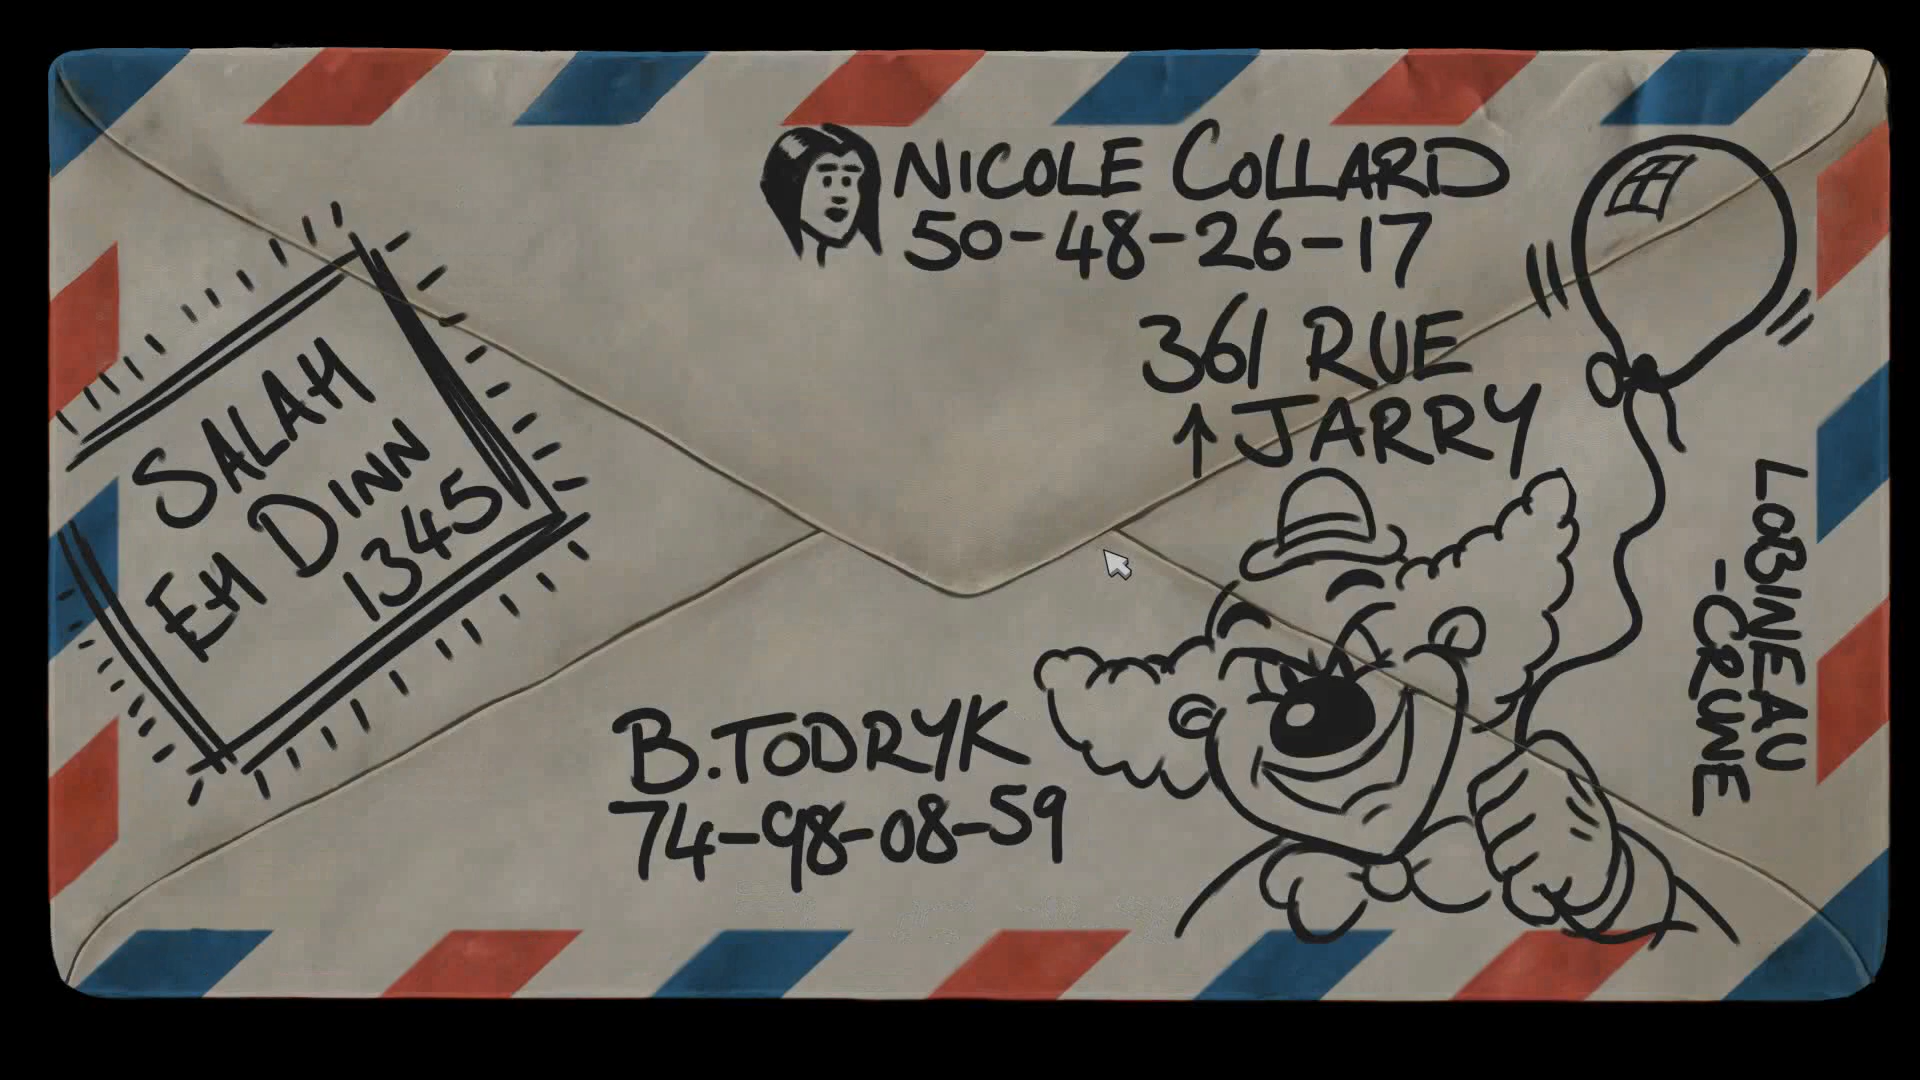 NICOLE COLLARD
50-48-26-17
361 RUE
JARRY
SALAH
EH DINN
1345
LOBINEAU
-CRUNE
B.TODRYK
74-98-08-59